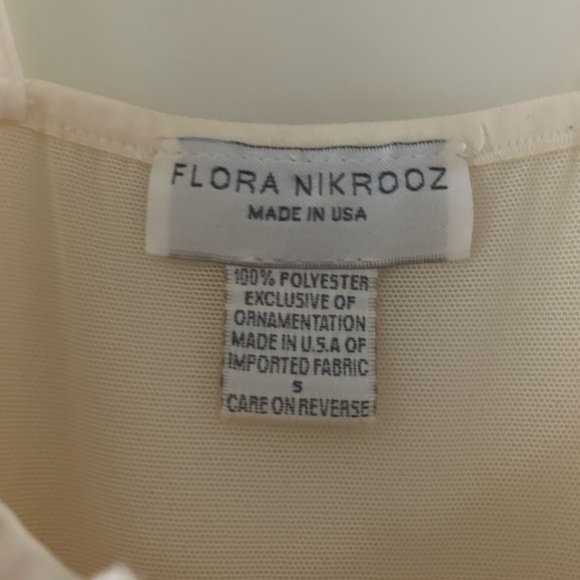 FLORA NIKROOZ
MADE IN USA
100% POLYESTER
EXCLUSIVE OF
ORNAMENTATION
MADE IN U.S.A OF
IMPORTED FABRIC
S
CARE ON REVERSE